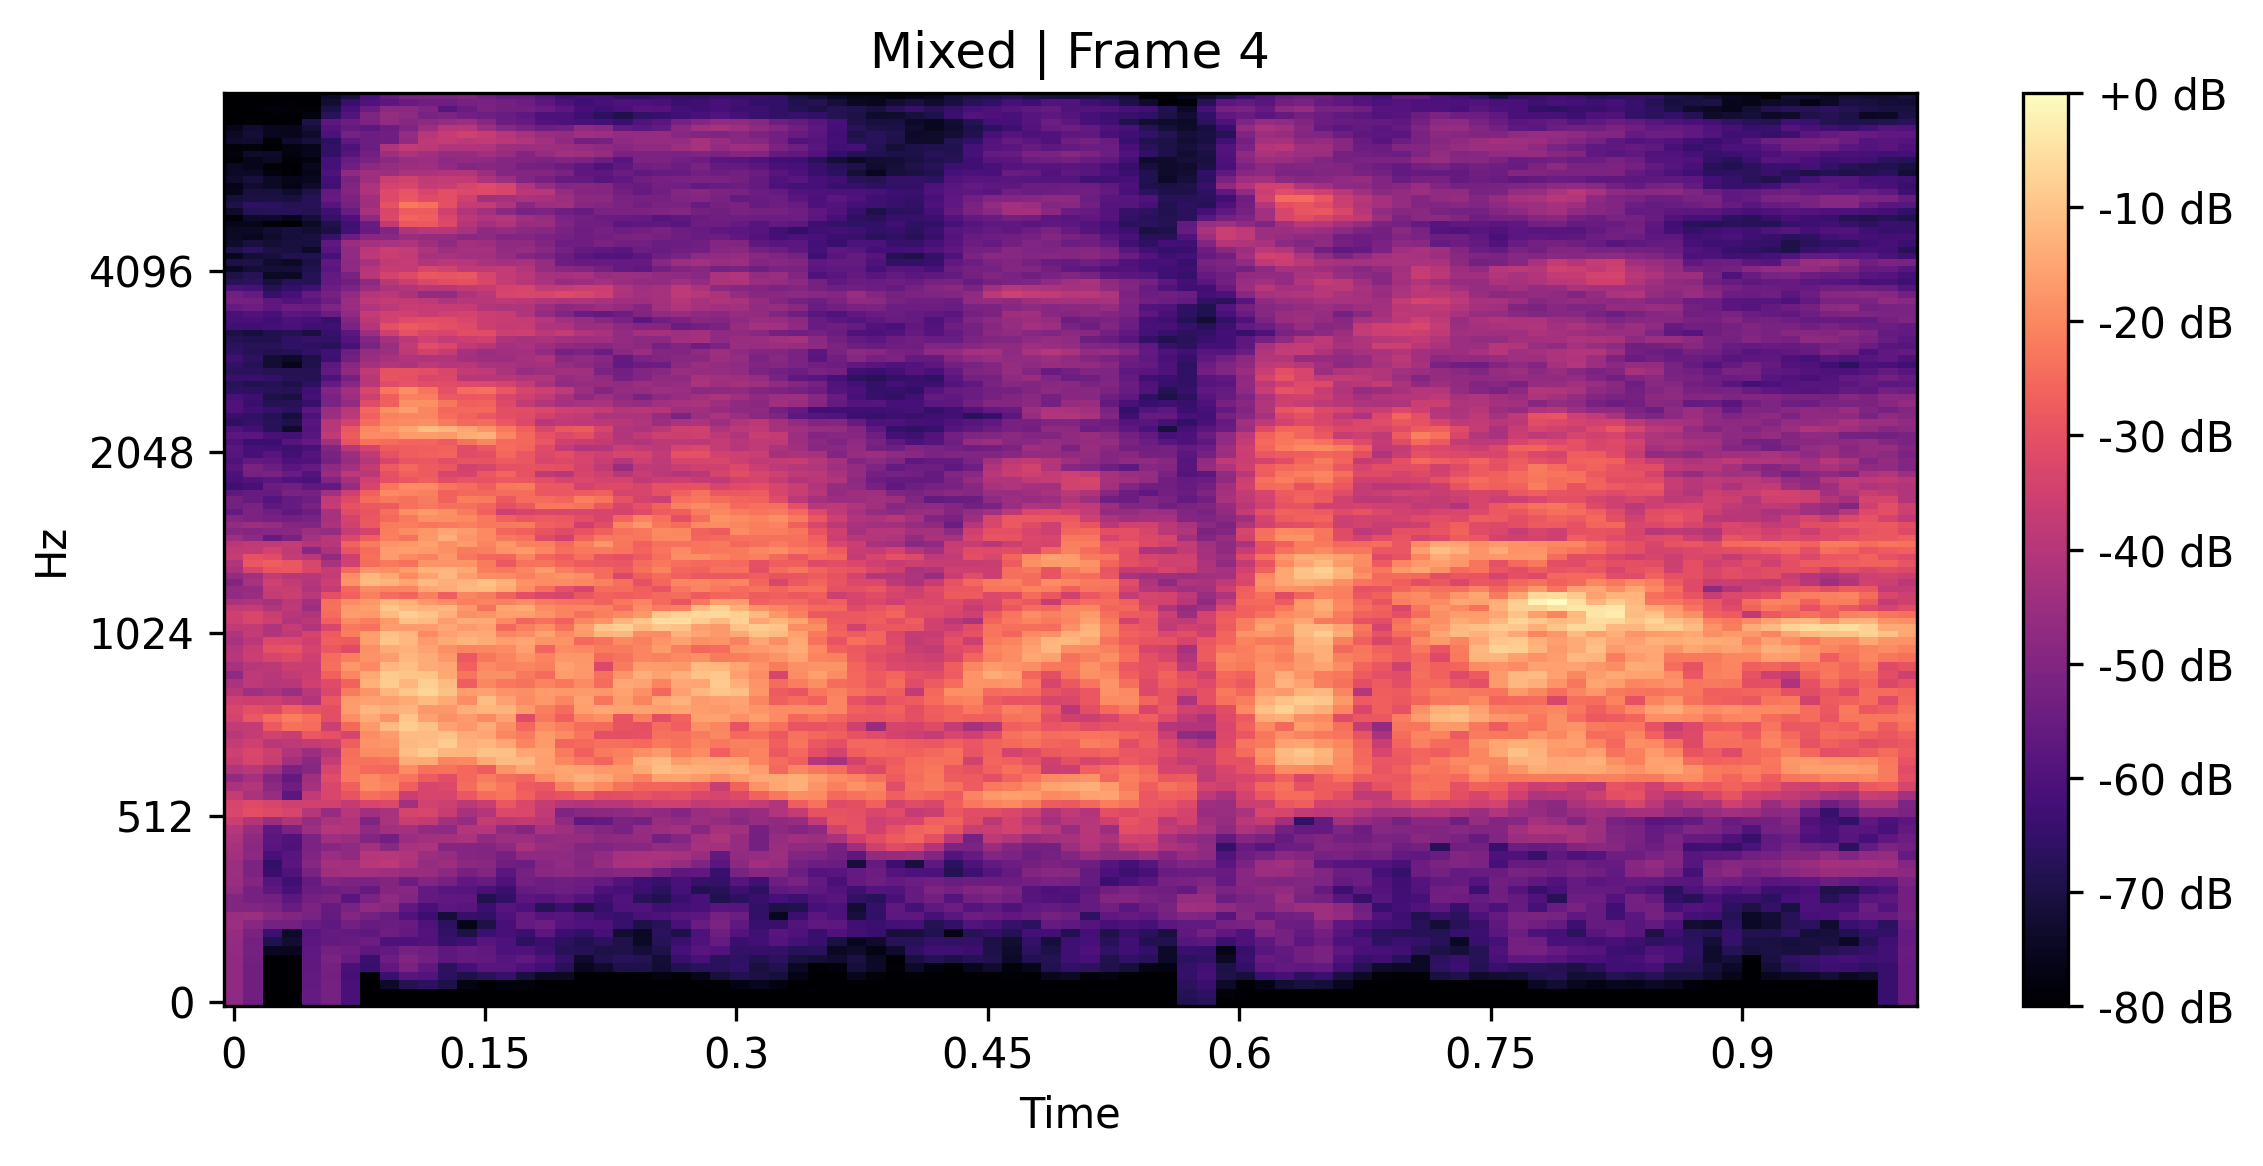 Mixed | Frame 4
Hz
4096
2048
1024
512
0
0 0.15 0.3 0.45 0.6 0.75 0.9
Time
+0 dB
-10 dB
-20 dB
-30 dB
-40 dB
-50 dB
-60 dB
-70 dB
-80 dB